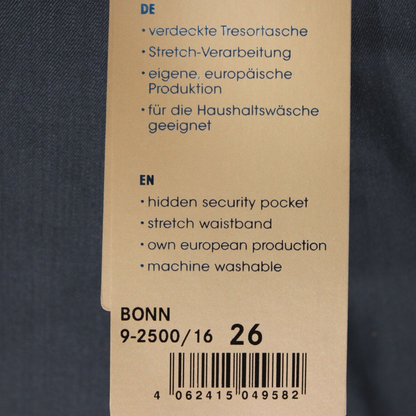 DE
• verdeckte Tresortasche
• Stretch-Verarbeitung
• eigene, europäische
Produktion
• für die Haushaltswäsche
geeignet
EN
• hidden security pocket
• stretch waistband
• own european production
• machine washable
BONN
9-2500/16 26
4 062415 049582